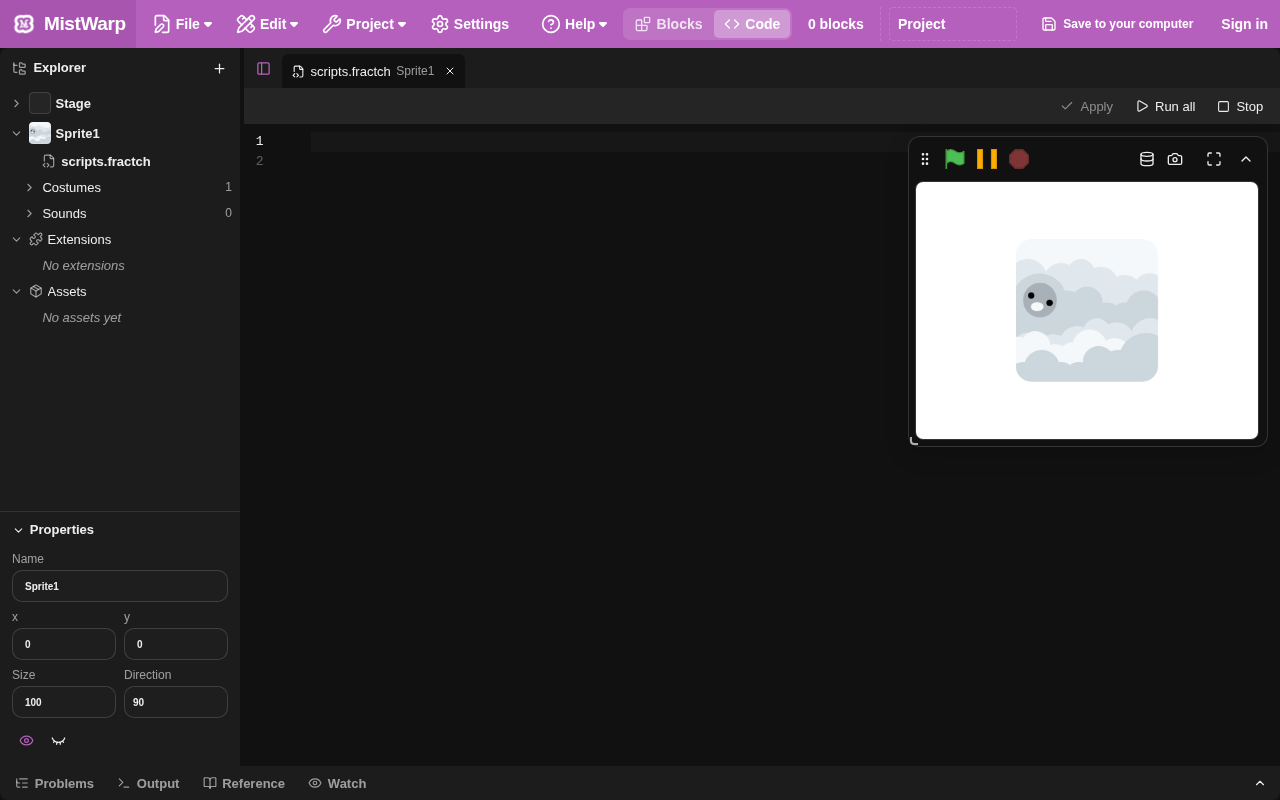 MistWarp File Edit Project Settings Help Blocks Code 0 blocks Project Save to your computer Sign in
Explorer
Stage
Sprite1
scripts.fractch
Costumes 1
Sounds 0
Extensions
No extensions
Assets
No assets yet
Properties
Name
Sprite1
x y
0 0
Size Direction
100 90
scripts.fractch Sprite1
Apply Run all Stop
1
2
Problems Output Reference Watch